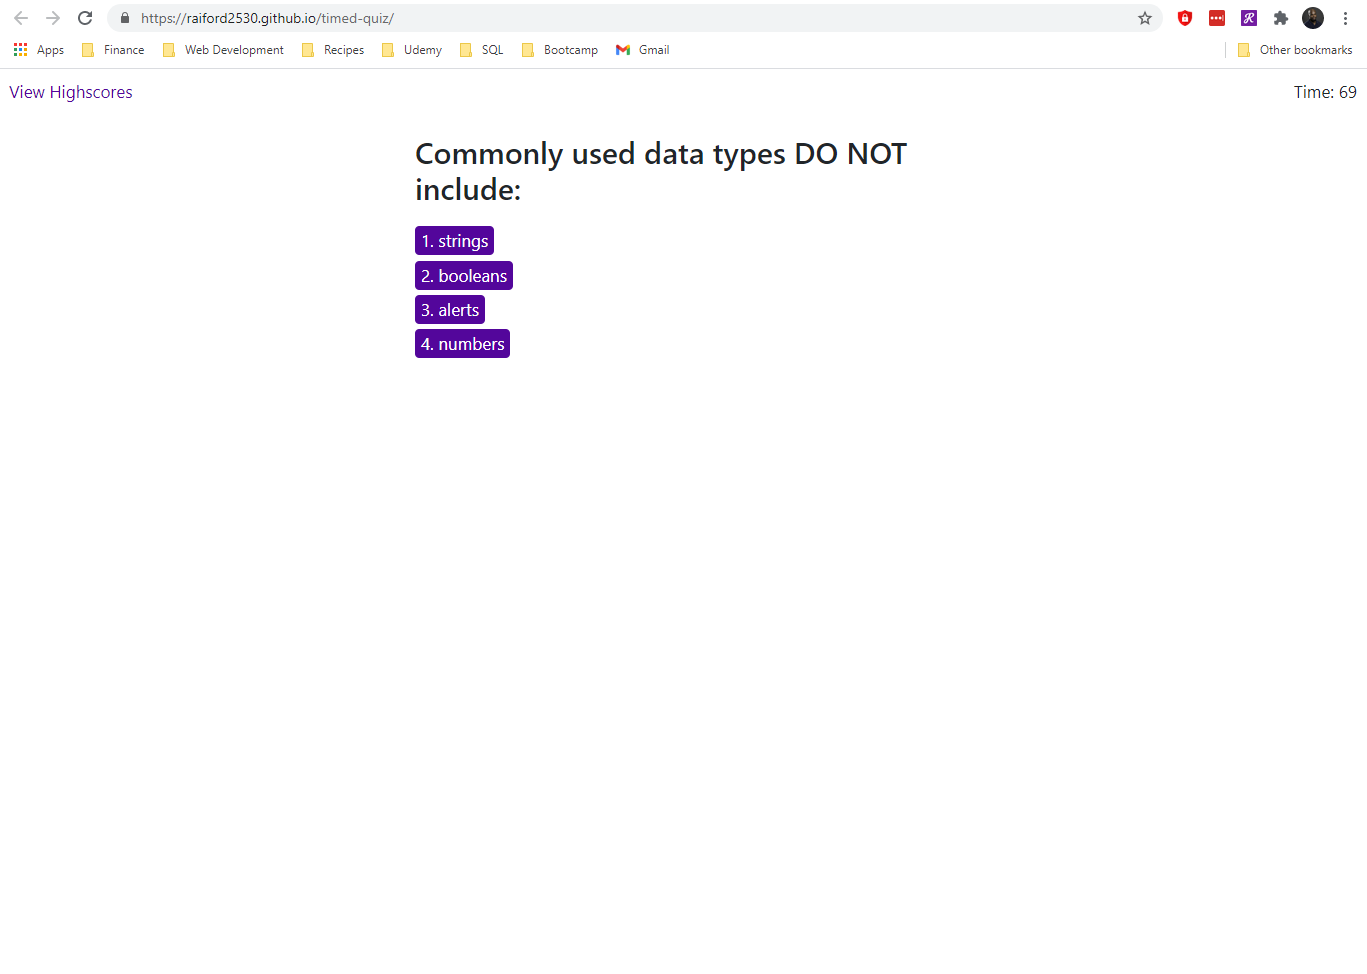 https://raiford2530.github.io/timed-quiz/
Apps Finance Web Development Recipes Udemy SQL Bootcamp Gmail Other bookmarks
View Highscores Time: 69
Commonly used data types DO NOT
include:
1. strings
2. booleans
3. alerts
4. numbers